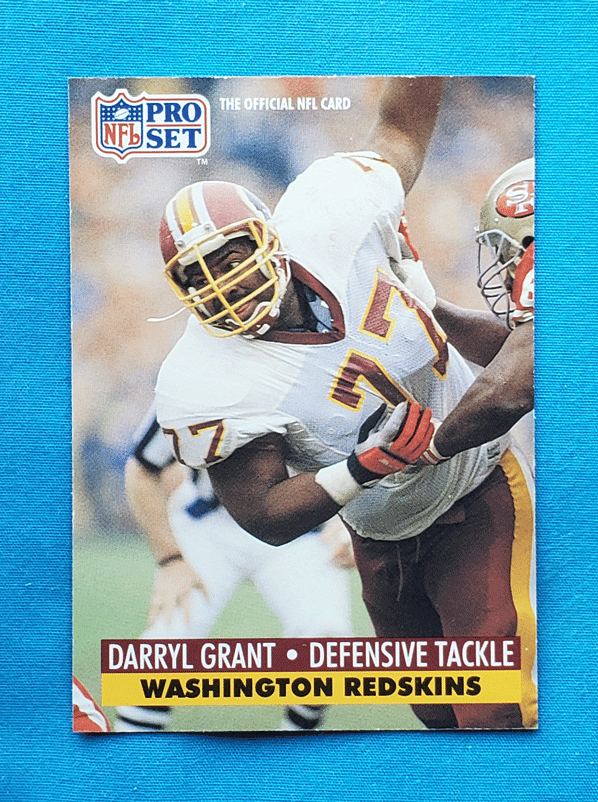 NFL
PRO
SET
TM
THE OFFICIAL NFL CARD
SF
77
77
DARRYL GRANT • DEFENSIVE TACKLE
WASHINGTON REDSKINS